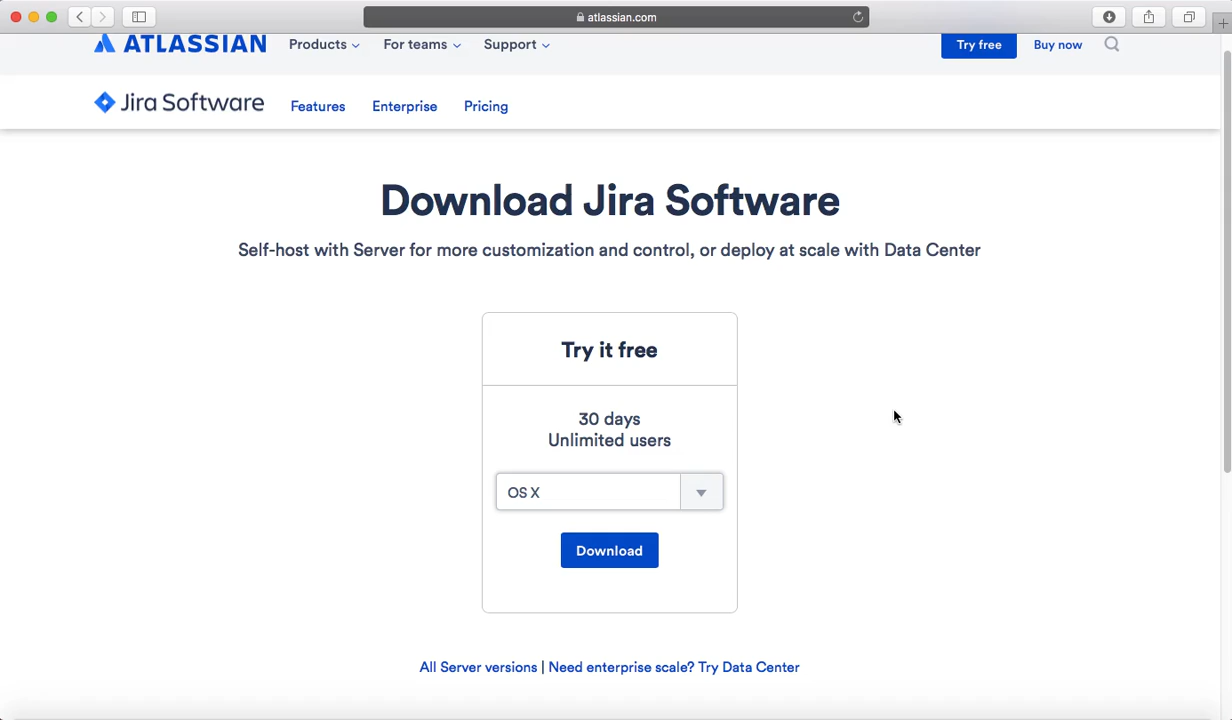 atlassian.com
ATLASSIAN Products For teams Support Try free Buy now
Jira Software Features Enterprise Pricing
Download Jira Software
Self-host with Server for more customization and control, or deploy at scale with Data Center
Try it free
30 days
Unlimited users
OS X
Download
All Server versions | Need enterprise scale? Try Data Center